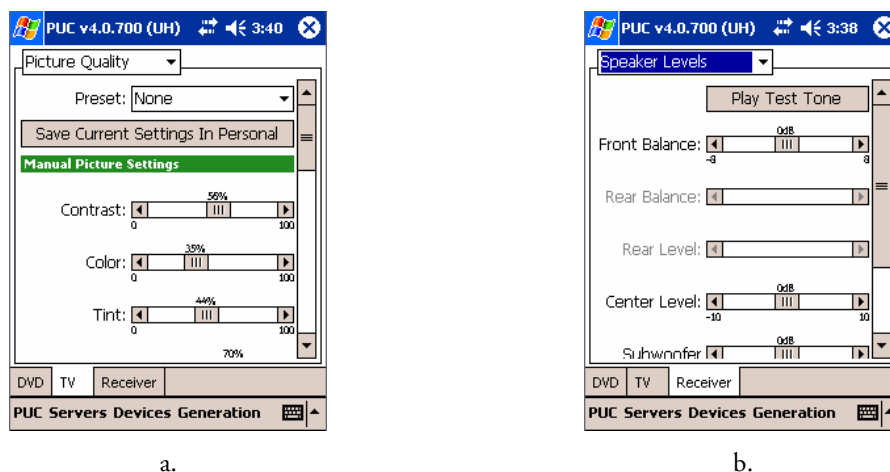 PUC v4.0.700 (UH) 3:40
Picture Quality
Preset: None
Save Current Settings In Personal
Manual Picture Settings
56%
Contrast:
0 100
35%
Color:
0 100
44%
Tint:
0 100
70%
DVD TV Receiver
PUC Servers Devices Generation
a.
PUC v4.0.700 (UH) 3:38
Speaker Levels
Play Test Tone
0dB
Front Balance:
-8 8
Rear Balance:
Rear Level:
0dB
Center Level:
-10 10
0dB
Subwoofer
DVD TV Receiver
PUC Servers Devices Generation
b.